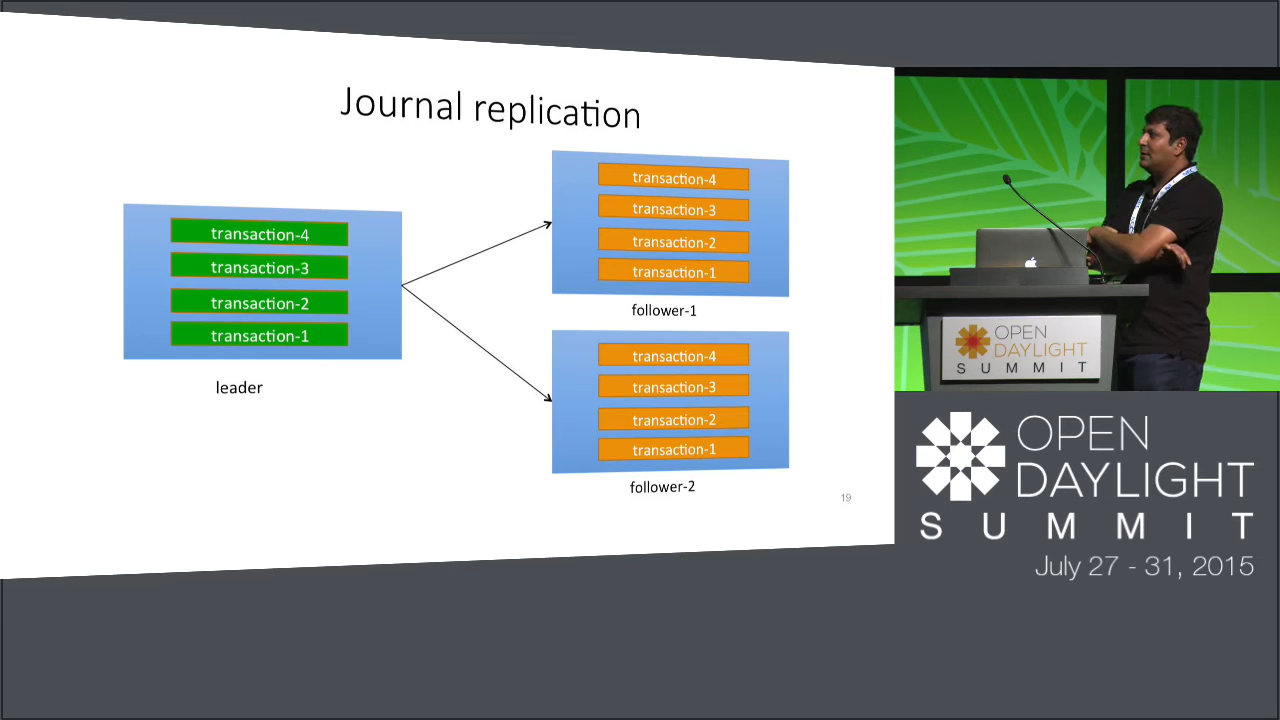 Journal replication
transaction-4
transaction-3
transaction-2
transaction-1
leader
transaction-4
transaction-3
transaction-2
transaction-1
follower-1
transaction-4
transaction-3
transaction-2
transaction-1
follower-2
19
OPEN
DAYLIGHT
SUMMIT
OPEN
DAYLIGHT
SUMMIT
July 27 - 31, 2015